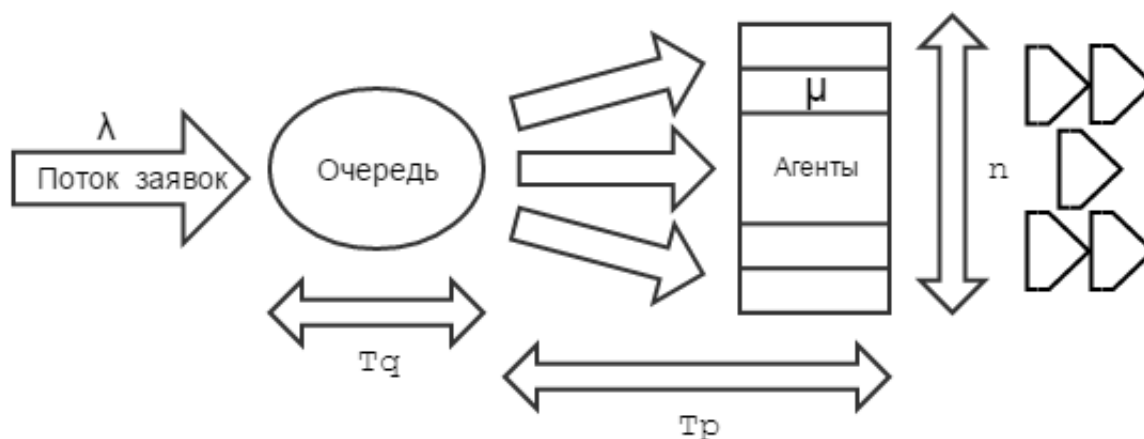 λ
Поток заявок
Очередь
μ
Агенты
n
Tq
Tp